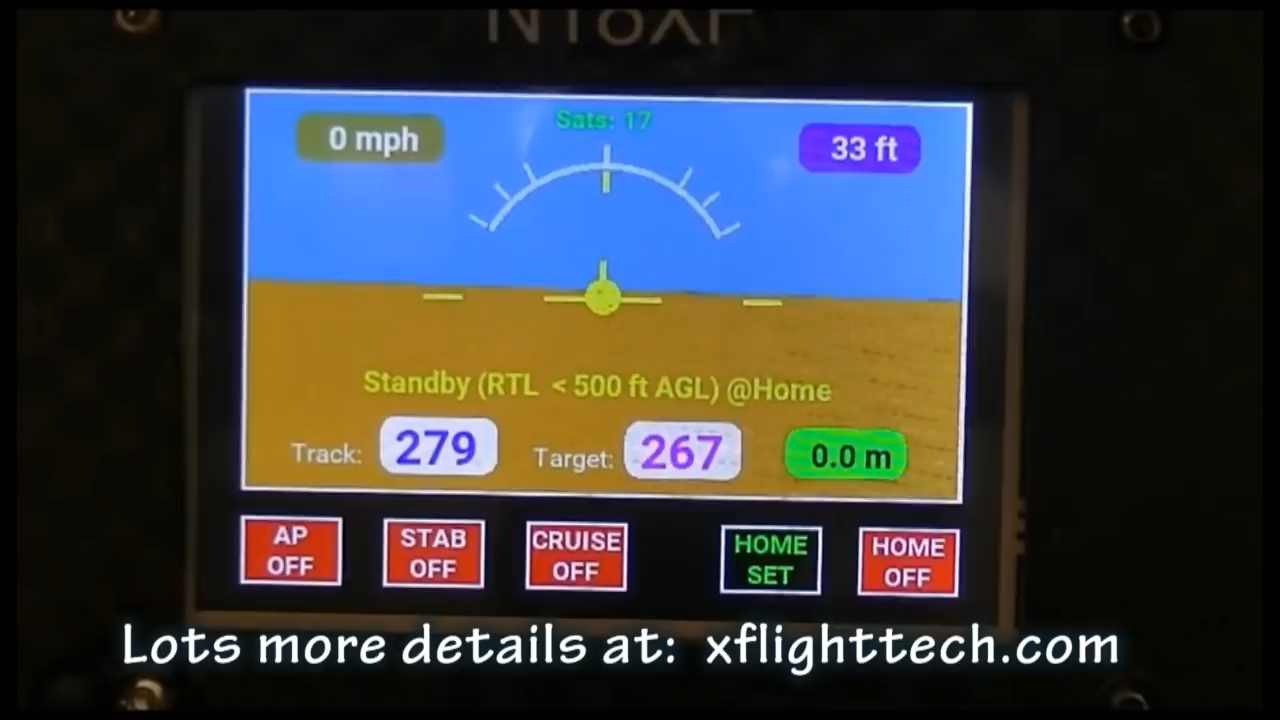 N18XF
Sats: 17
0 mph
33 ft
Standby (RTL < 500 ft AGL) @Home
Track: 279 Target: 267 0.0 m
AP OFF
STAB OFF
CRUISE OFF
HOME SET
HOME OFF
Lots more details at: xflighttech.com